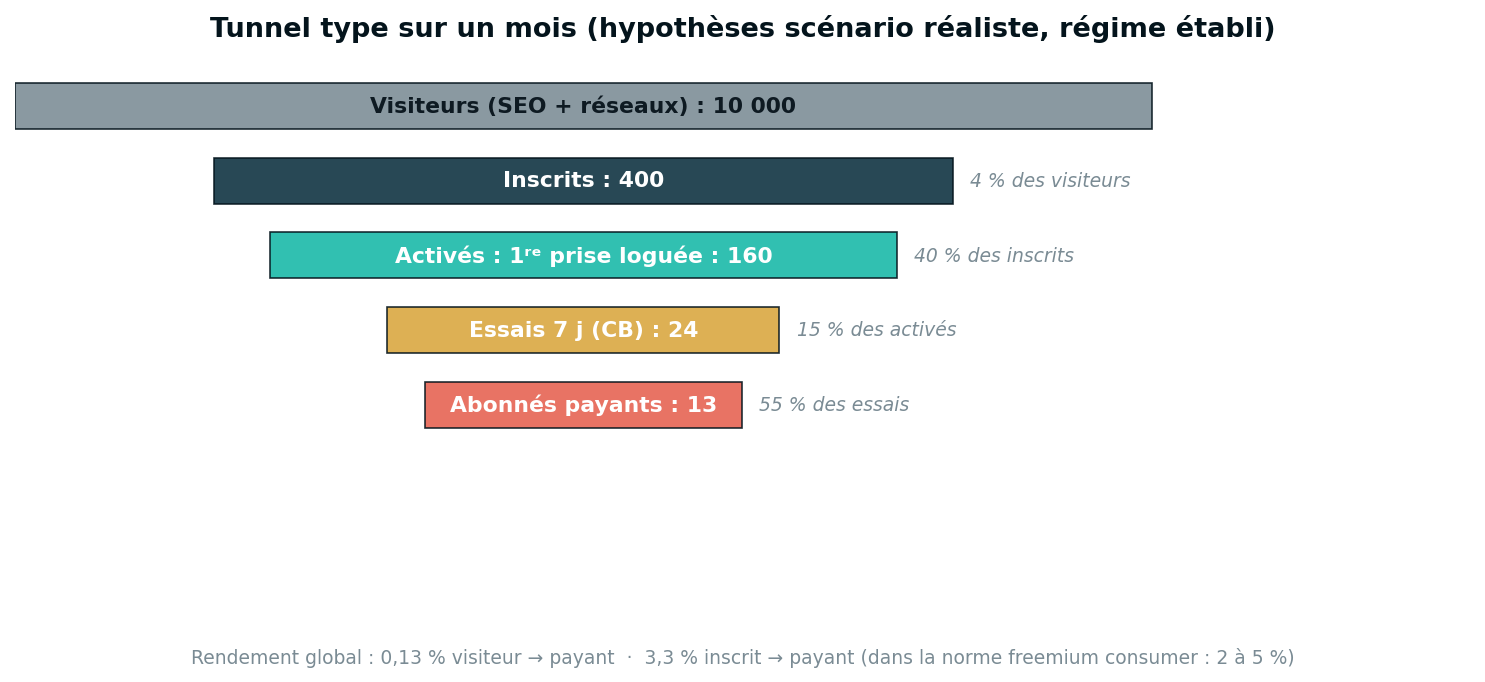 Tunnel type sur un mois (hypothèses scénario réaliste, régime établi)
Visiteurs (SEO + réseaux) : 10 000
Inscrits : 400
4 % des visiteurs
Activés : 1ʳᵉ prise loguée : 160
40 % des inscrits
Essais 7 j (CB) : 24
15 % des activés
Abonnés payants : 13
55 % des essais
Rendement global : 0,13 % visiteur → payant · 3,3 % inscrit → payant (dans la norme freemium consumer : 2 à 5 %)